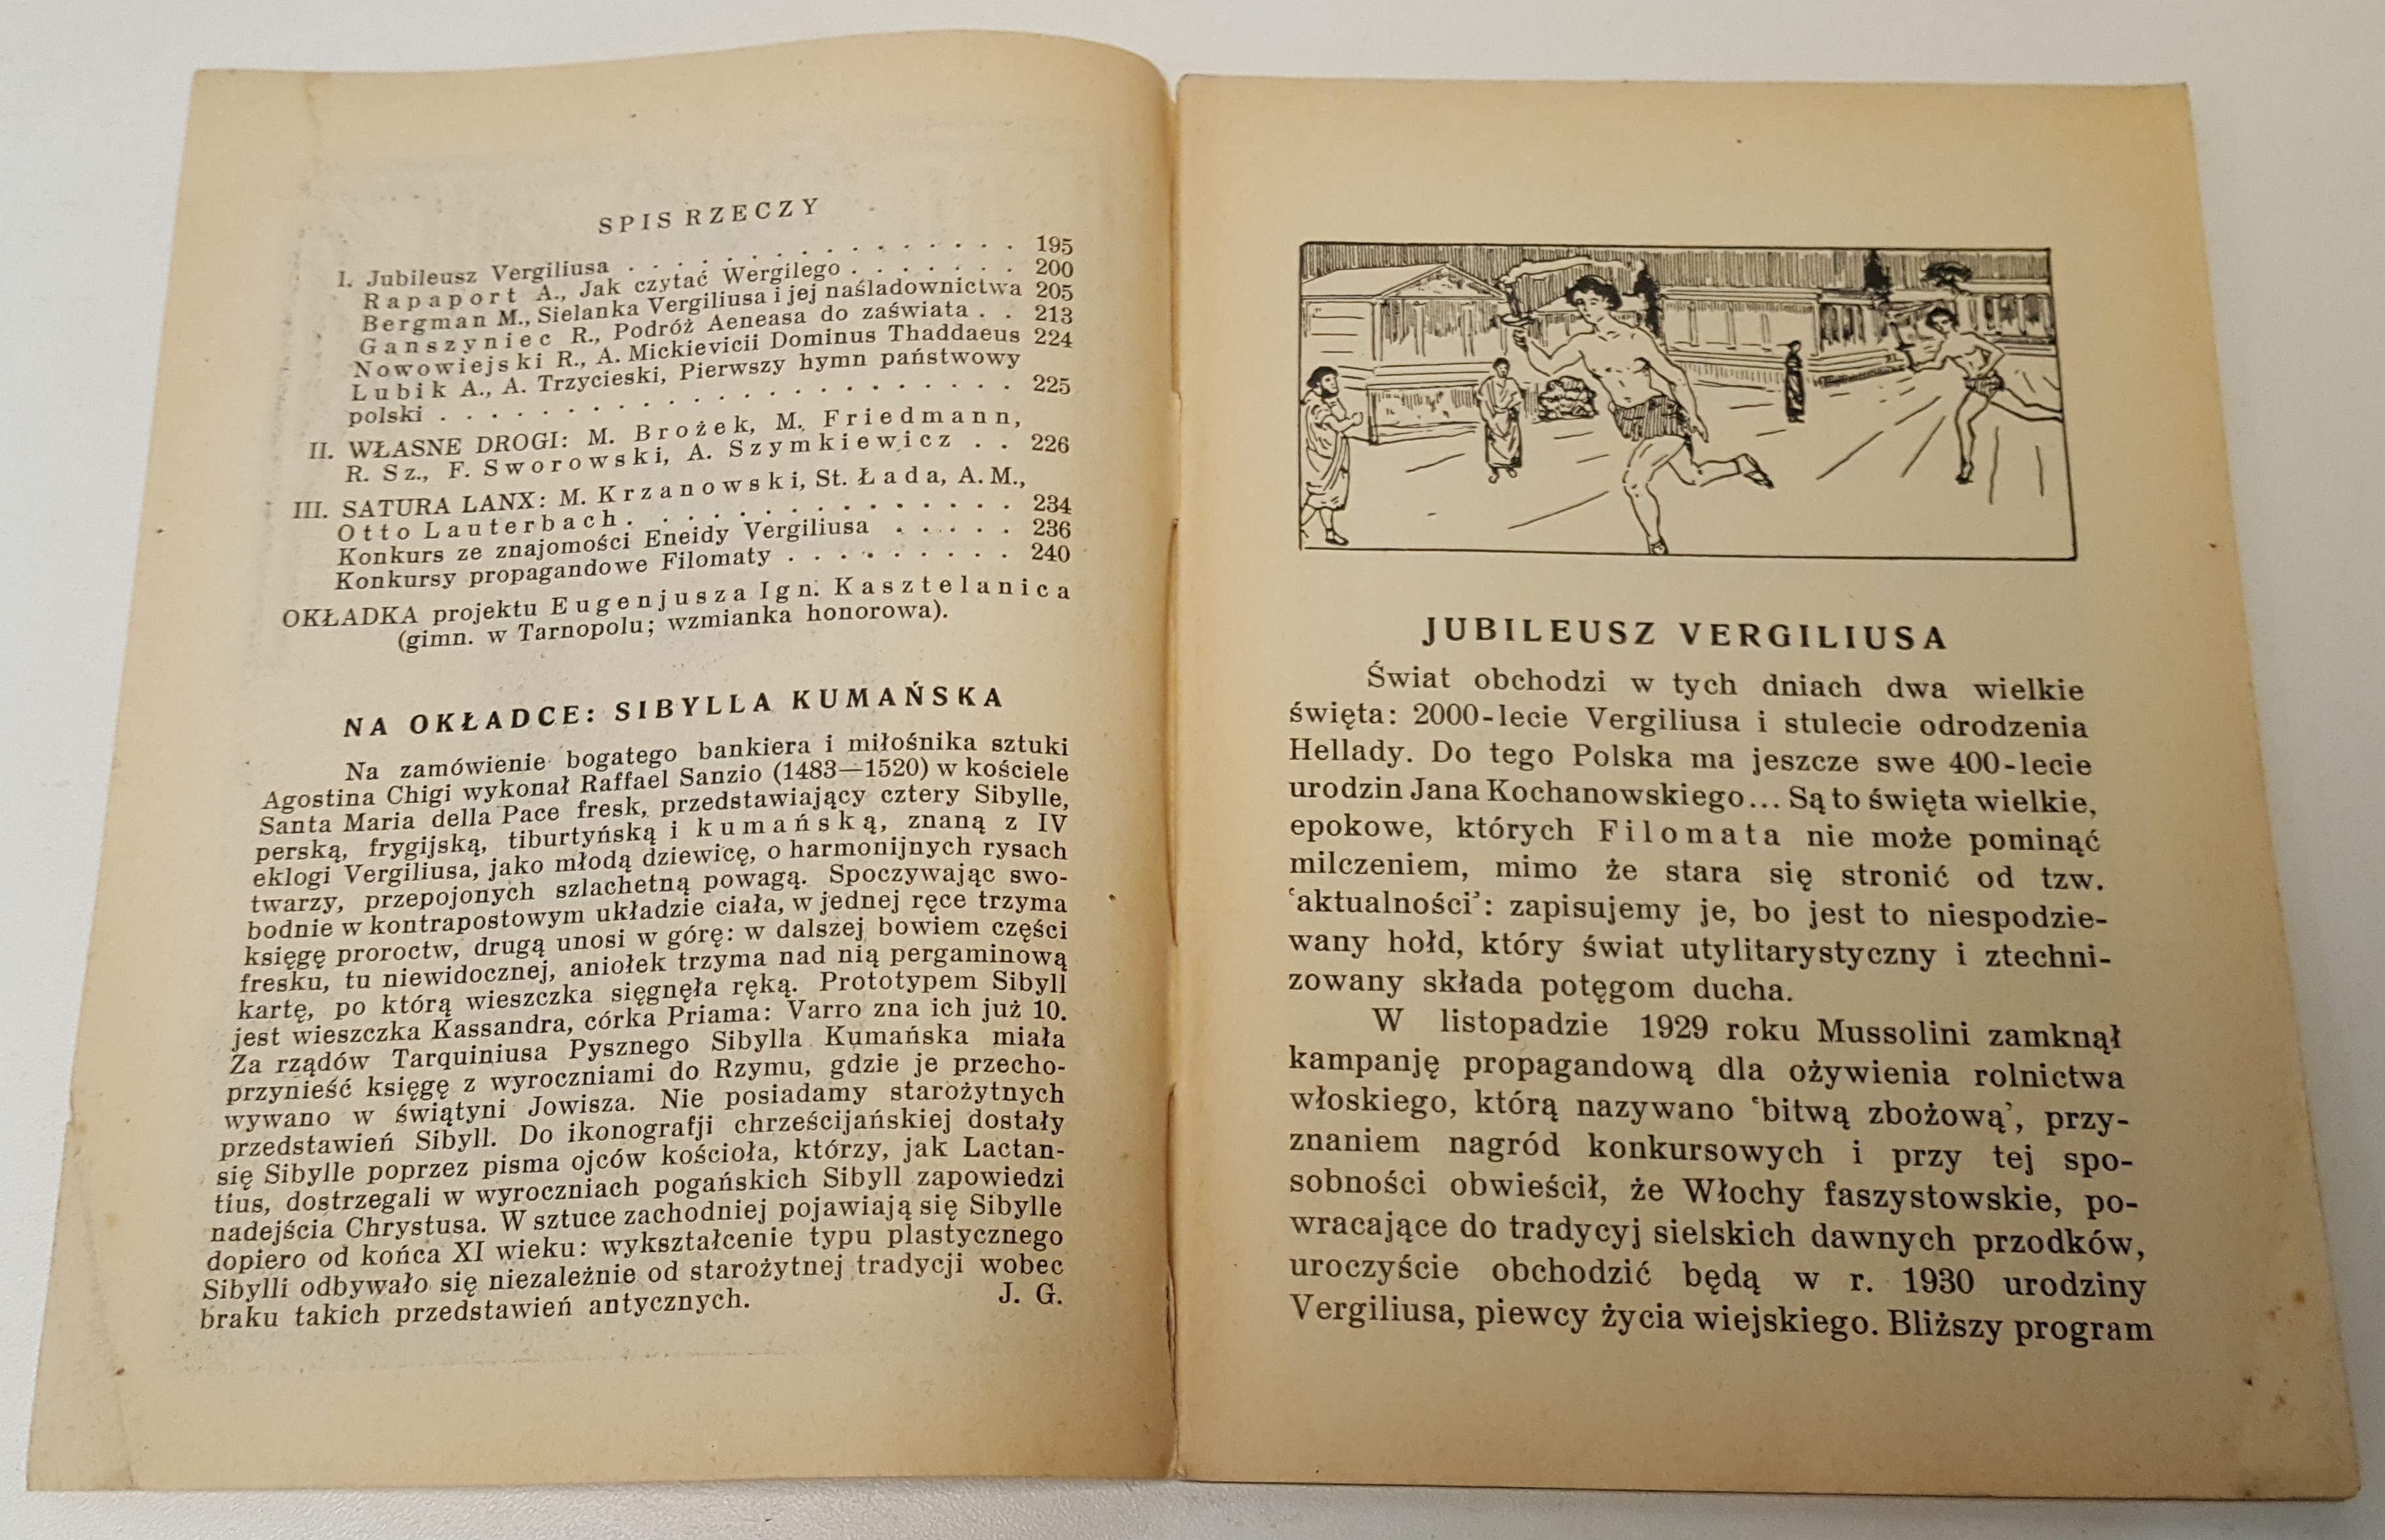 SPIS RZECZY
I. Jubileusz Vergiliusa . . . . . . . . . . . . . . . 195
Rapaport A., Jak czytać Wergilego . . . . . . . 200
Bergman M., Sielanka Vergiliusa i jej naśladownictwa 205
Ganszyniec R., Podróż Aeneasa do zaświata . . 213
Nowowiejski R., A. Mickievicii Dominus Thaddaeus 224
Lubik A., A. Trzycieski, Pierwszy hymn państwowy
polski . . . . . . . . . . . . . . . . . . 225
II. WŁASNE DROGI: M. Brożek, M. Friedmann,
R. Sz., F. Sworowski, A. Szymkiewicz . . 226
III. SATURA LANX: M. Krzanowski, St. Łada, A. M.,
Otto Lauterbach . . . . . . . . . . . . . . 234
Konkurs ze znajomości Eneidy Vergiliusa . . . . . 236
Konkursy propagandowe Filomaty . . . . . . . . . 240
OKŁADKA projektu Eugenjusza Ign. Kasztelanica
(gimn. w Tarnopolu; wzmianka honorowa).
NA OKŁADCE: SIBYLLA KUMAŃSKA
Na zamówienie bogatego bankiera i miłośnika sztuki
Agostina Chigi wykonał Raffael Sanzio (1483—1520) w kościele
Santa Maria della Pace fresk, przedstawiający cztery Sibylle,
perską, frygijską, tiburtyńską i kumańską, znaną z IV
eklogi Vergiliusa, jako młodą dziewicę, o harmonijnych rysach
twarzy, przepojonych szlachetną powagą. Spoczywając swo-
bodnie w kontrapostowym układzie ciała, w jednej ręce trzyma
księgę proroctw, drugą unosi w górę: w dalszej bowiem części
fresku, tu niewidocznej, aniołek trzyma nad nią pergaminową
kartę, po którą wieszczka sięgnęła ręką. Prototypem Sibyll
jest wieszczka Kassandra, córka Priama: Varro zna ich już 10.
Za rządów Tarquiniusa Pysznego Sibylla Kumańska miała
przynieść księgę z wyroczniami do Rzymu, gdzie je przecho-
wywano w świątyni Jowisza. Nie posiadamy starożytnych
przedstawień Sibyll. Do ikonografji chrześcijańskiej dostały
się Sibylle poprzez pisma ojców kościoła, którzy, jak Lactan-
tius, dostrzegali w wyroczniach pogańskich Sibyll zapowiedzi
nadejścia Chrystusa. W sztuce zachodniej pojawiają się Sibylle
dopiero od końca XI wieku: wykształcenie typu plastycznego
Sibylli odbywało się niezależnie od starożytnej tradycji wobec
braku takich przedstawień antycznych. J. G.
JUBILEUSZ VERGILIUSA
Świat obchodzi w tych dniach dwa wielkie
święta: 2000-lecie Vergiliusa i stulecie odrodzenia
Hellady. Do tego Polska ma jeszcze swe 400-lecie
urodzin Jana Kochanowskiego... Są to święta wielkie,
epokowe, których Filomata nie może pominąć
milczeniem, mimo że stara się stronić od tzw.
‛aktualności’: zapisujemy je, bo jest to niespodzie-
wany hołd, który świat utylitarystyczny i ztechni-
zowany składa potęgom ducha.
W listopadzie 1929 roku Mussolini zamknął
kampanję propagandową dla ożywienia rolnictwa
włoskiego, którą nazywano ‛bitwą zbożową’, przy-
znaniem nagród konkursowych i przy tej spo-
sobności obwieścił, że Włochy faszystowskie, po-
wracające do tradycyj sielskich dawnych przodków,
uroczyście obchodzić będą w r. 1930 urodziny
Vergiliusa, piewcy życia wiejskiego. Bliższy program